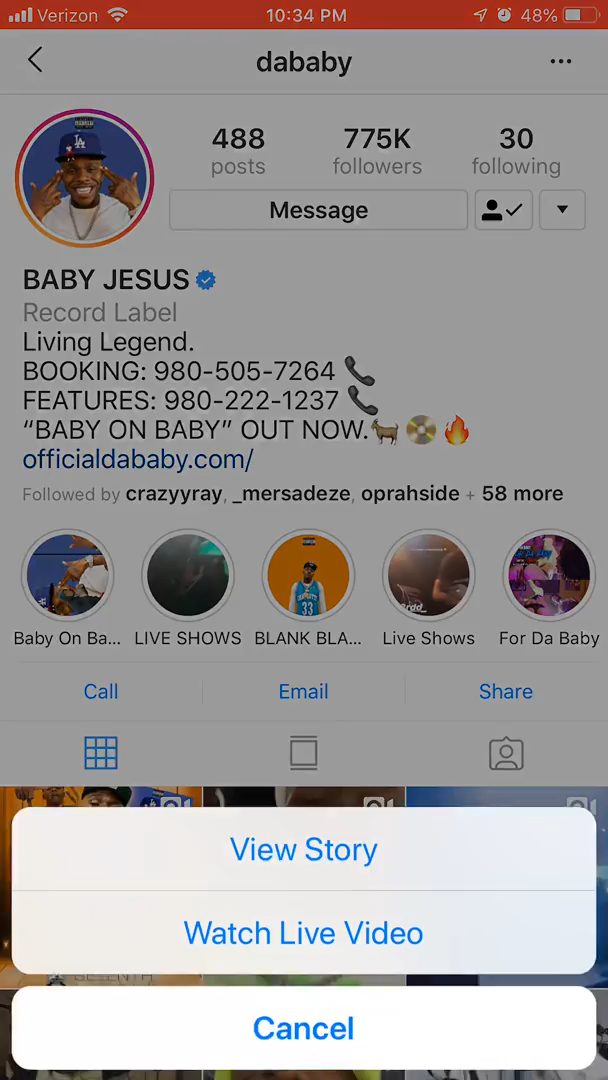 Verizon 10:34 PM 48%
dababy
488 775K 30
posts followers following
Message
BABY JESUS
Record Label
Living Legend.
BOOKING: 980-505-7264 📞
FEATURES: 980-222-1237 📞
“BABY ON BABY” OUT NOW.🐐📀🔥
officialdababy.com/
Followed by crazyyray, _mersadeze, oprahside + 58 more
Baby On Ba... LIVE SHOWS BLANK BLA... Live Shows For Da Baby
Call Email Share
View Story
Watch Live Video
Cancel